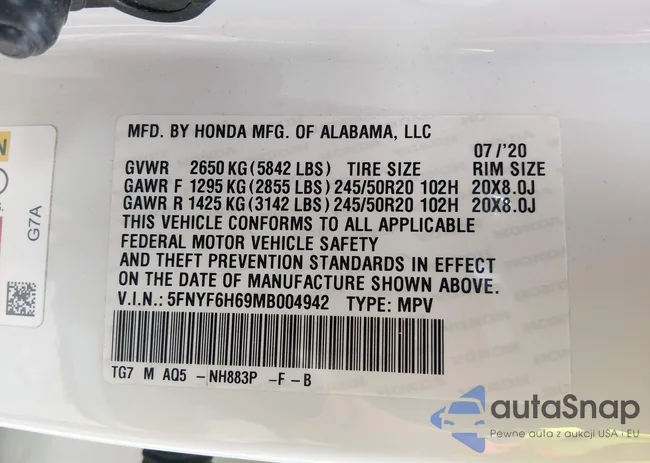 MFD. BY HONDA MFG. OF ALABAMA, LLC
07/'20
GVWR 2650 KG (5842 LBS) TIRE SIZE RIM SIZE
GAWR F 1295 KG (2855 LBS) 245/50R20 102H 20X8.0J
GAWR R 1425 KG (3142 LBS) 245/50R20 102H 20X8.0J
THIS VEHICLE CONFORMS TO ALL APPLICABLE
FEDERAL MOTOR VEHICLE SAFETY
AND THEFT PREVENTION STANDARDS IN EFFECT
ON THE DATE OF MANUFACTURE SHOWN ABOVE.
V.I.N.: 5FNYF6H69MB004942 TYPE: MPV
TG7 M AQ5 -NH883P -F-B
G7A
autaSnap
Pewne auta z aukcji USA i EU